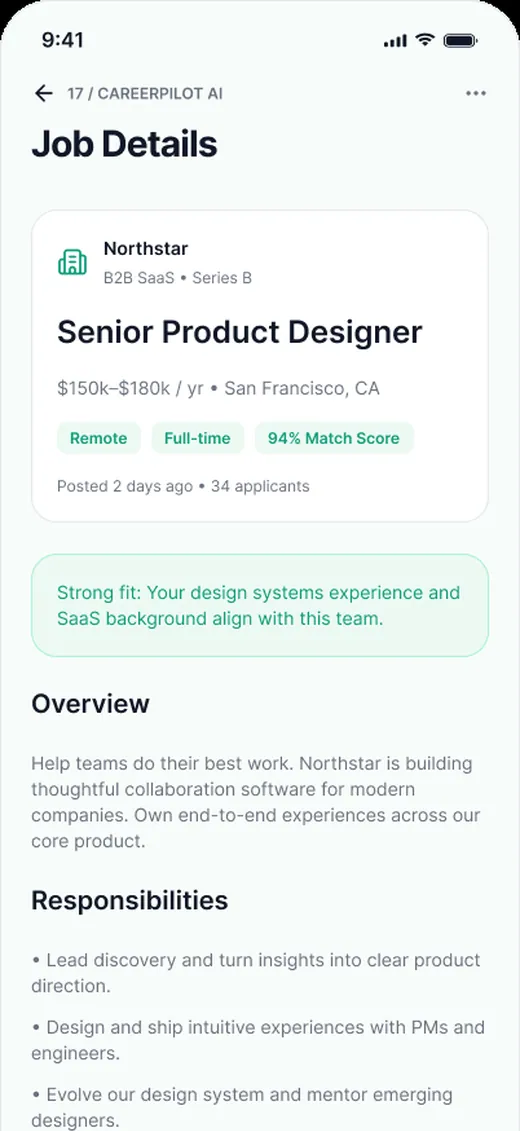 9:41
17 / CAREERPILOT AI
Job Details
Northstar
B2B SaaS • Series B
Senior Product Designer
$150k–$180k / yr • San Francisco, CA
Remote Full-time 94% Match Score
Posted 2 days ago • 34 applicants
Strong fit: Your design systems experience and
SaaS background align with this team.
Overview
Help teams do their best work. Northstar is building
thoughtful collaboration software for modern
companies. Own end-to-end experiences across our
core product.
Responsibilities
• Lead discovery and turn insights into clear product
direction.
• Design and ship intuitive experiences with PMs and
engineers.
• Evolve our design system and mentor emerging
designers.